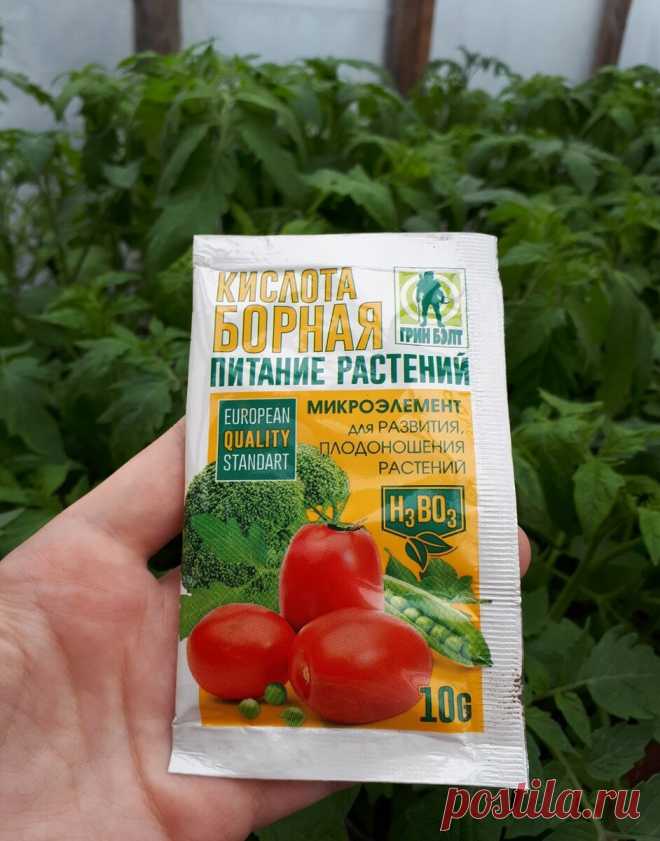 КИСЛОТА
БОРНАЯ
ГРИН БЭЛТ
ПИТАНИЕ РАСТЕНИЙ
EUROPEAN
QUALITY
STANDART
МИКРОЭЛЕМЕНТ
для РАЗВИТИЯ,
ПЛОДОНОШЕНИЯ
РАСТЕНИЙ
H₃BO₃
10G
postila.ru